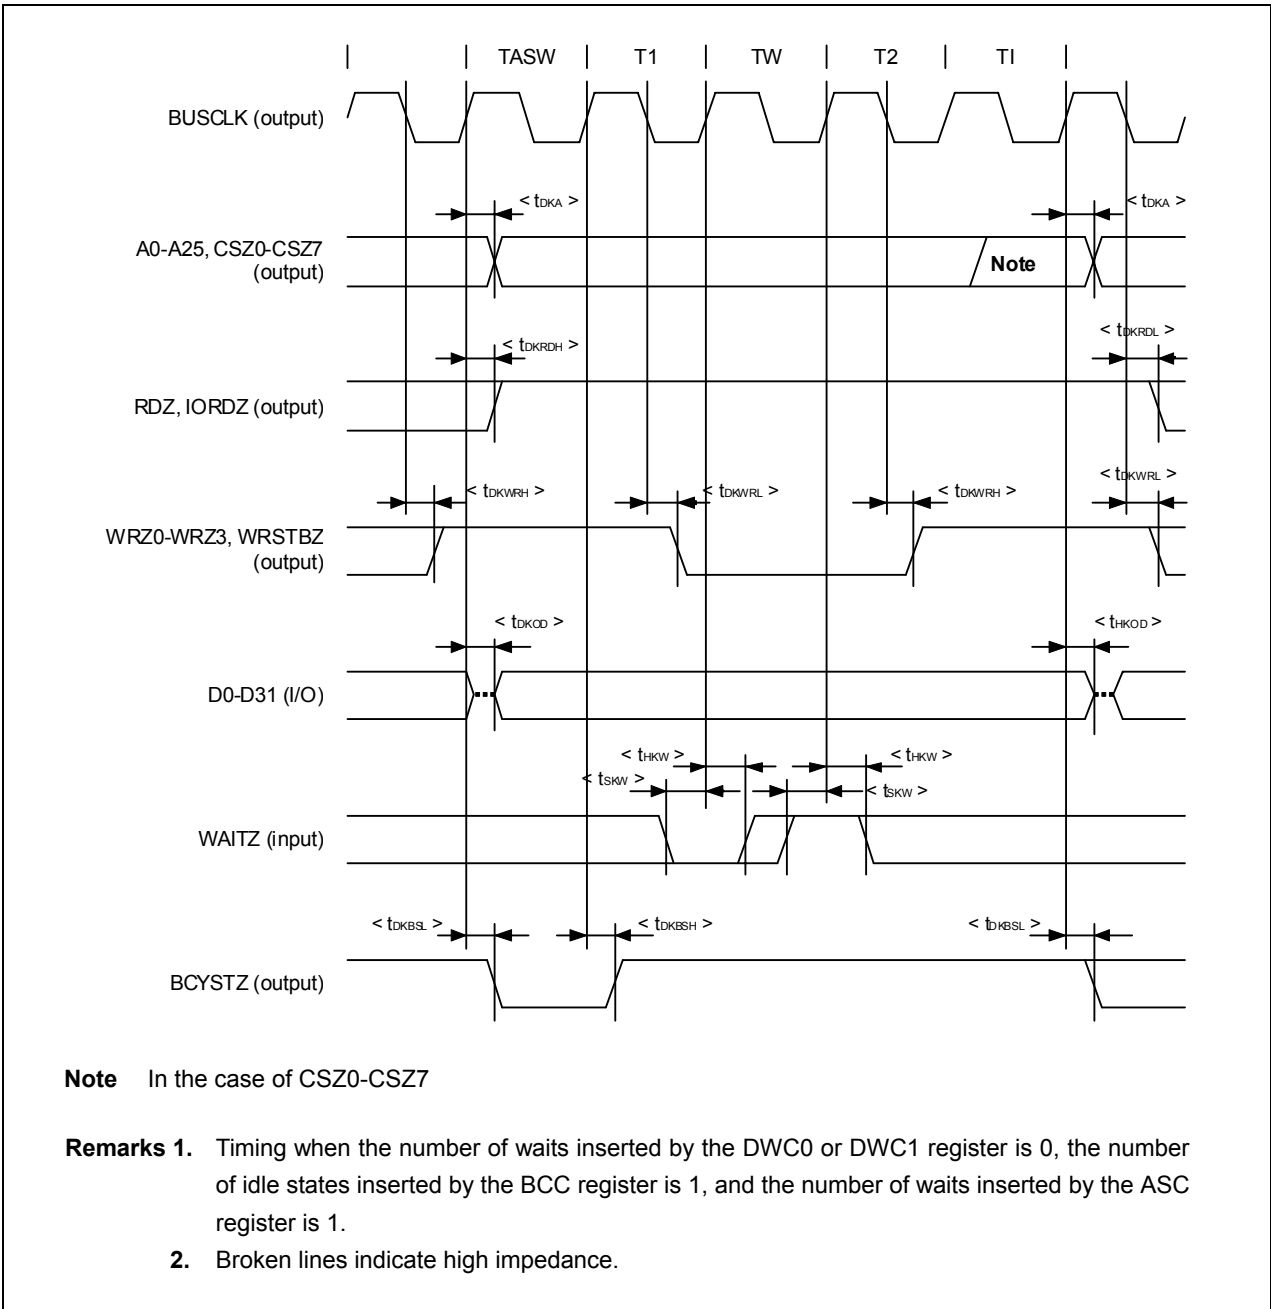 TASW T1 TW T2 TI
BUSCLK (output)
< tDKA > < tDKA >
A0-A25, CSZ0-CSZ7
(output)
Note
< tDKRDH > < tDKRDL >
RDZ, IORDZ (output)
< tDKWRH > < tDKWRL > < tDKWRH > < tDKWRL >
WRZ0-WRZ3, WRSTBZ
(output)
< tDKOD > < tHKOD >
D0-D31 (I/O)
< tHKW > < tHKW >
< tSKW > < tSKW >
WAITZ (input)
< tDKBSL > < tDKBSH > < tDKBSL >
BCYSTZ (output)
Note In the case of CSZ0-CSZ7
Remarks 1. Timing when the number of waits inserted by the DWC0 or DWC1 register is 0, the number
of idle states inserted by the BCC register is 1, and the number of waits inserted by the ASC
register is 1.
2. Broken lines indicate high impedance.